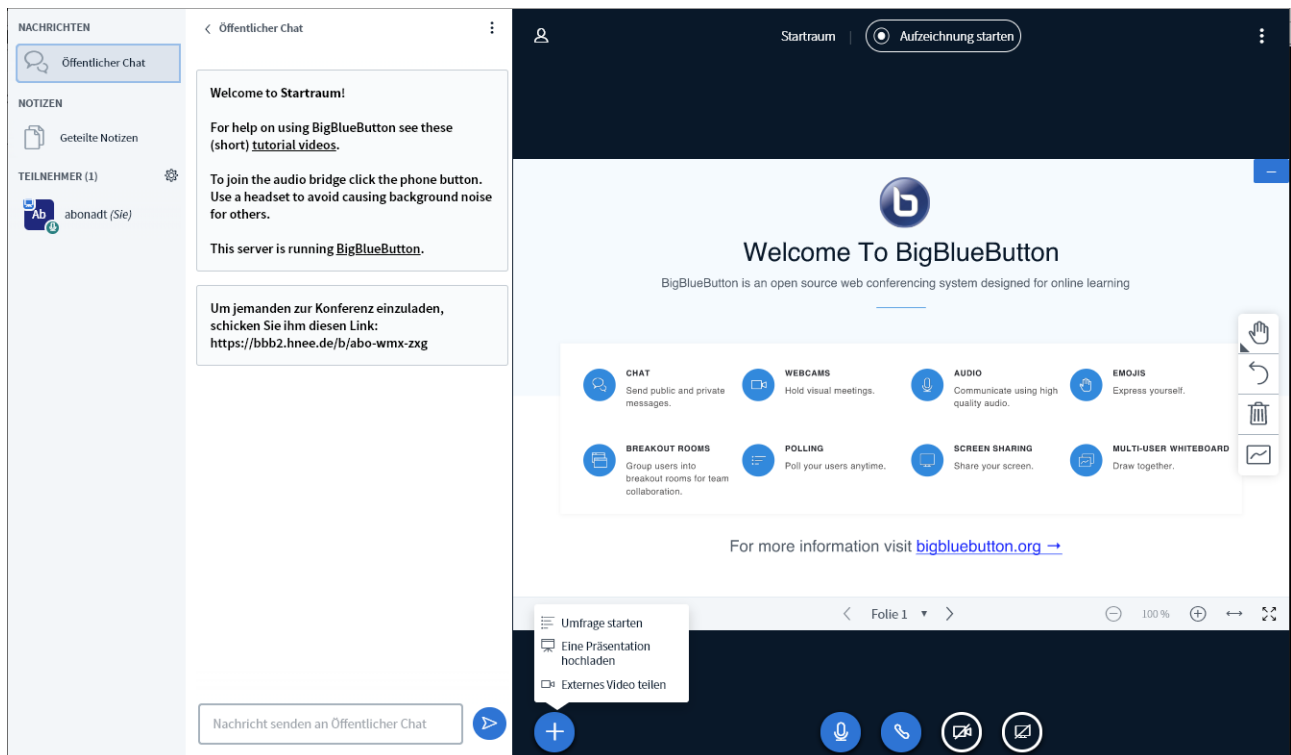 NACHRICHTEN
Öffentlicher Chat
NOTIZEN
Geteilte Notizen
TEILNEHMER (1)
Ab
abonadt (Sie)
Öffentlicher Chat
Welcome to Startraum!
For help on using BigBlueButton see these
(short) tutorial videos.
To join the audio bridge click the phone button.
Use a headset to avoid causing background noise
for others.
This server is running BigBlueButton.
Um jemanden zur Konferenz einzuladen,
schicken Sie ihm diesen Link:
https://bbb2.hnee.de/b/abo-wmx-zxg
Nachricht senden an Öffentlicher Chat
Startraum | Aufzeichnung starten
b
Welcome To BigBlueButton
BigBlueButton is an open source web conferencing system designed for online learning
CHAT
Send public and private
messages.
WEBCAMS
Hold visual meetings.
AUDIO
Communicate using high
quality audio.
EMOJIS
Express yourself.
BREAKOUT ROOMS
Group users into
breakout rooms for team
collaboration.
POLLING
Poll your users anytime.
SCREEN SHARING
Share your screen.
MULTI-USER WHITEBOARD
Draw together.
For more information visit bigbluebutton.org →
Folie 1
100 %
Umfrage starten
Eine Präsentation
hochladen
Externes Video teilen